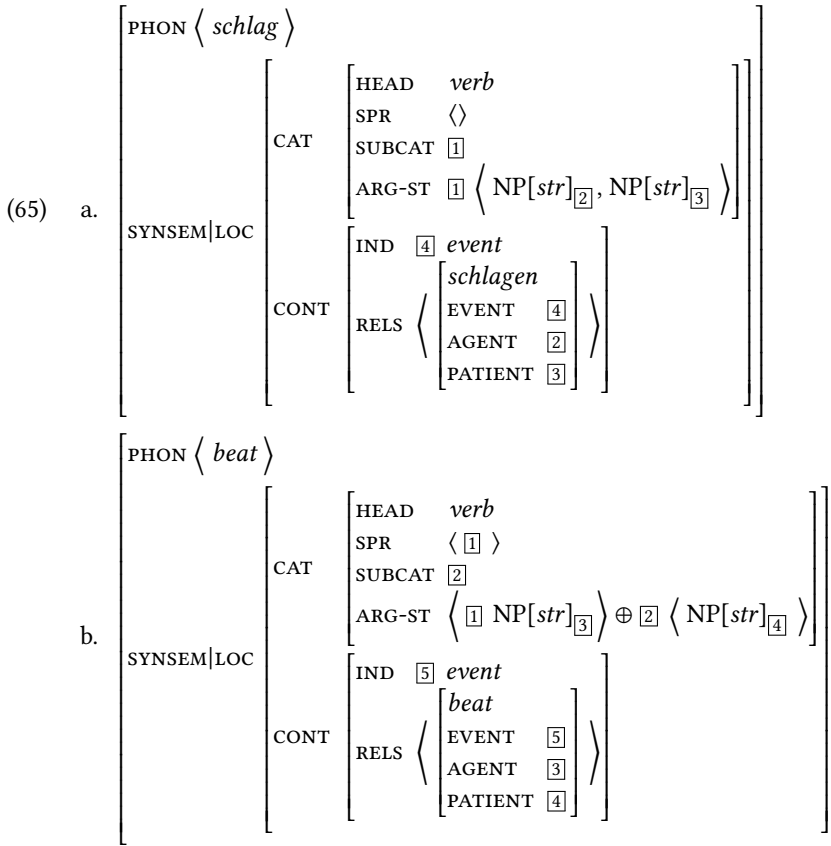 PHON ⟨ schlag ⟩
HEAD verb
SPR ⟨⟩
CAT
SUBCAT 1
ARG-ST 1 ⟨ NP[str]2, NP[str]3 ⟩
(65) a.
SYNSEM|LOC
IND 4 event
schlagen
EVENT 4
CONT
RELS ⟨
AGENT 2
⟩
PATIENT 3
PHON ⟨ beat ⟩
HEAD verb
SPR ⟨ 1 ⟩
CAT
SUBCAT 2
ARG-ST ⟨ 1 NP[str]3 ⟩ ⊕ 2 ⟨ NP[str]4 ⟩
b.
SYNSEM|LOC
IND 5 event
beat
EVENT 5
CONT
RELS ⟨
AGENT 3
⟩
PATIENT 4